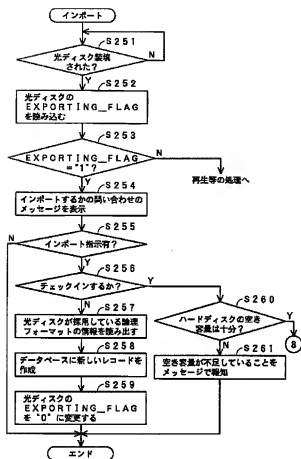 インポート
S251
光ディスク装填
された?
N
Y
S252
光ディスクの
EXPORTING_FLAG
を読み込む
S253
EXPORTING_FLAG
="1"?
N
Y
再生等の処理へ
S254
インポートするかの問い合わせの
メッセージを表示
S255
インポート指示有?
N
Y
S256
チェックインするか?
Y
N
S257
光ディスクが採用している論理
フォーマットの情報を読み出す
S258
データベースに新しいレコードを
作成
S259
光ディスクの
EXPORTING_FLAG
を"0"に変更する
S260
ハードディスクの空き
容量は十分?
Y
N
8
S261
空き容量が不足していることを
メッセージで報知
エンド